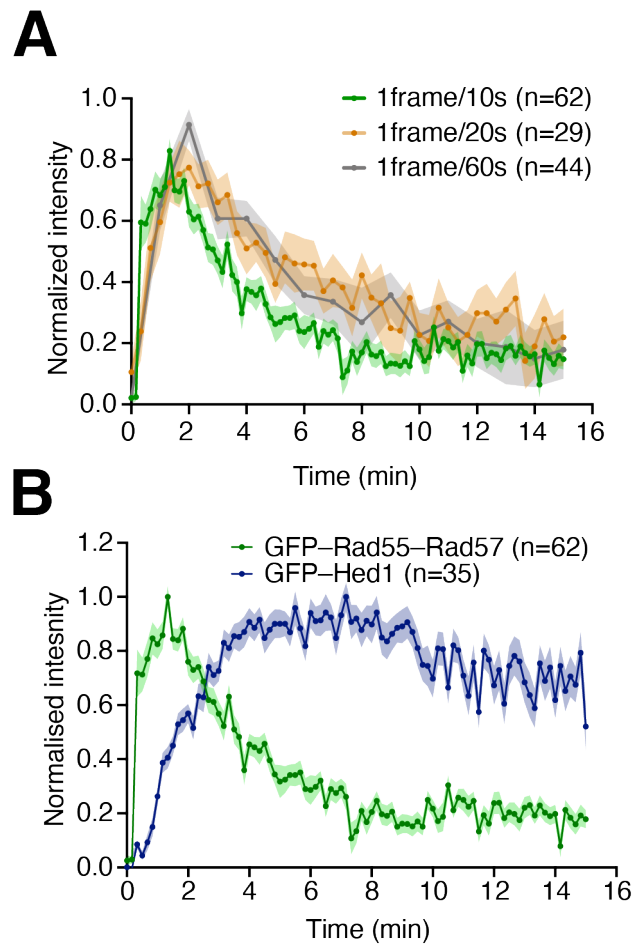 A
1frame/10s (n=62)
1frame/20s (n=29)
1frame/60s (n=44)
Normalized intensity
1.0
0.8
0.6
0.4
0.2
0.0
0 2 4 6 8 10 12 14 16
Time (min)
B
GFP–Rad55–Rad57 (n=62)
GFP–Hed1 (n=35)
Normalised intesnity
1.2
1.0
0.8
0.6
0.4
0.2
0.0
0 2 4 6 8 10 12 14 16
Time (min)